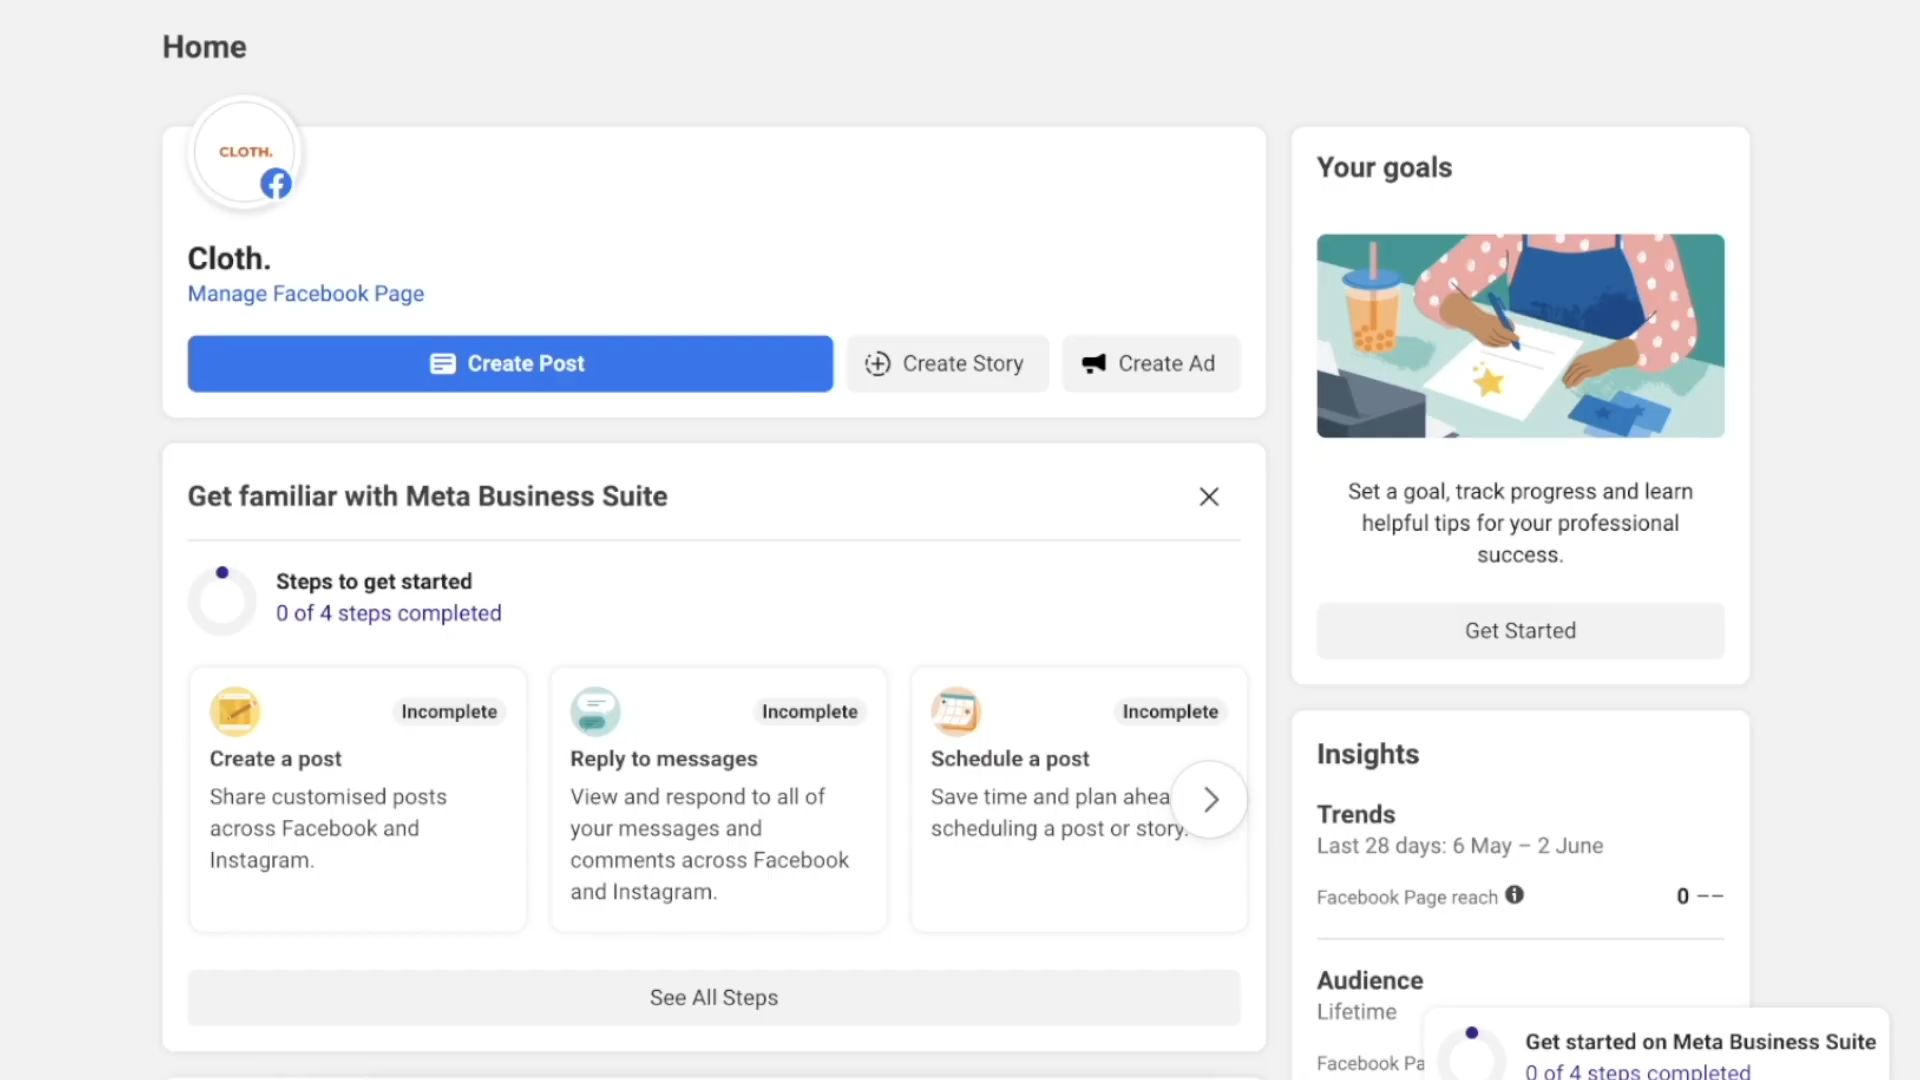 Home
CLOTH.
Cloth.
Manage Facebook Page
Create Post
Create Story
Create Ad
Get familiar with Meta Business Suite
Steps to get started
0 of 4 steps completed
Incomplete
Create a post
Share customised posts
across Facebook and
Instagram.
Incomplete
Reply to messages
View and respond to all of
your messages and
comments across Facebook
and Instagram.
Incomplete
Schedule a post
Save time and plan ahea
scheduling a post or story.
See All Steps
Your goals
Set a goal, track progress and learn
helpful tips for your professional
success.
Get Started
Insights
Trends
Last 28 days: 6 May – 2 June
Facebook Page reach 0 --
Audience
Lifetime
Facebook Pa
Get started on Meta Business Suite
0 of 4 steps completed